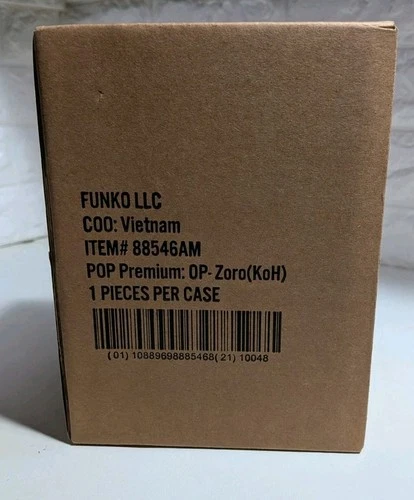 FUNKO LLC
COO: Vietnam
ITEM# 88546AM
POP Premium: OP- Zoro(KoH)
1 PIECES PER CASE
(01) 10889698885468(21) 10048